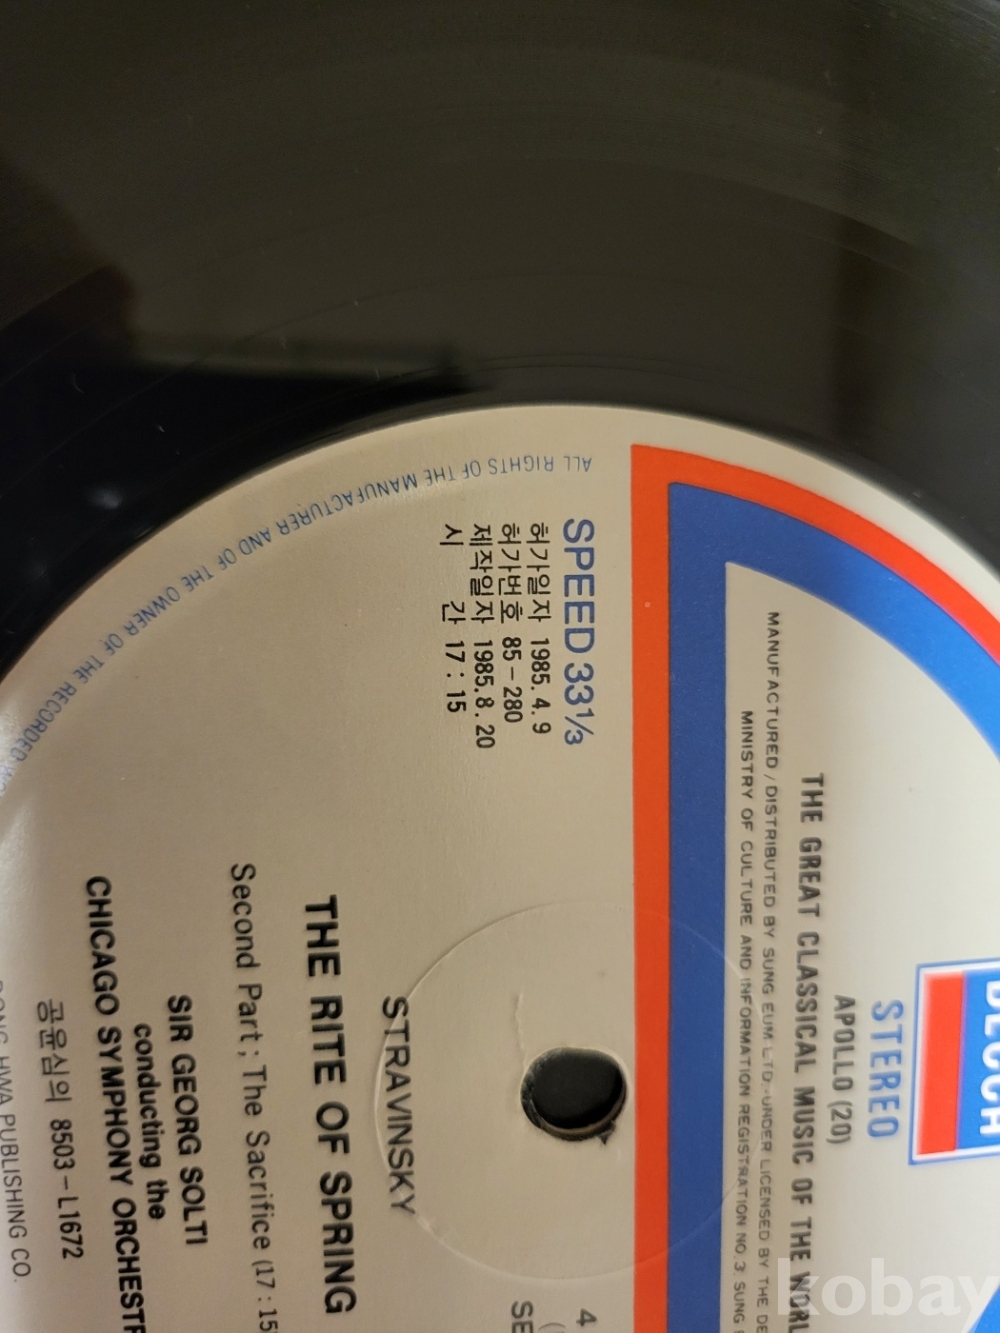 DECCA
STEREO
APOLLO (20)
THE GREAT CLASSICAL MUSIC OF THE WORL
MANUFACTURED / DISTRIBUTED BY SUNG EUM LTD.-UNDER LICENSED BY THE DE
MINISTRY OF CULTURE AND INFORMATION REGISTRATION NO. 3. SUNG
SPEED 33⅓
허가일자 1985. 4. 9
허가번호 85-280
제작일자 1985. 8. 20
시 간 17 : 15
4
SE
STRAVINSKY
THE RITE OF SPRING
Second Part ; The Sacrifice (17 : 15
SIR GEORG SOLTI
conducting the
CHICAGO SYMPHONY ORCHESTR
공윤심의 8503-L1672
HWA PUBLISHING CO.
ALL RIGHTS OF THE MANUFACTURER AND OF THE OWNER OF THE RECORDED
kobay